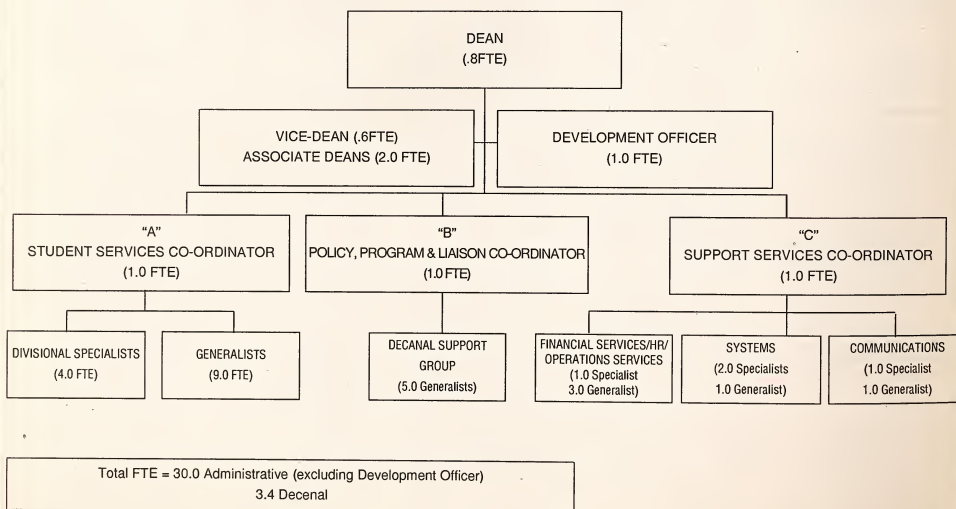 DEAN
(.8FTE)
VICE-DEAN (.6FTE)
ASSOCIATE DEANS (2.0 FTE)
DEVELOPMENT OFFICER
(1.0 FTE)
"A"
STUDENT SERVICES CO-ORDINATOR
(1.0 FTE)
"B"
POLICY, PROGRAM & LIAISON CO-ORDINATOR
(1.0 FTE)
"C"
SUPPORT SERVICES CO-ORDINATOR
(1.0 FTE)
DIVISIONAL SPECIALISTS
(4.0 FTE)
GENERALISTS
(9.0 FTE)
DECANAL SUPPORT
GROUP
(5.0 Generalists)
FINANCIAL SERVICES/HR/
OPERATIONS SERVICES
(1.0 Specialist
3.0 Generalist)
SYSTEMS
(2.0 Specialists
1.0 Generalist)
COMMUNICATIONS
(1.0 Specialist
1.0 Generalist)
Total FTE = 30.0 Administrative (excluding Development Officer)
3.4 Decenal